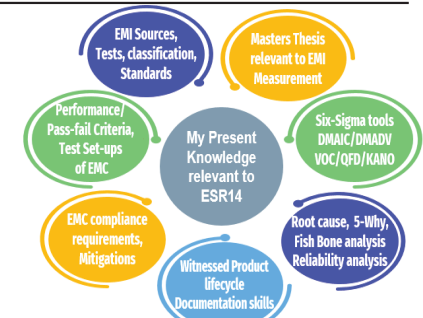 EMI Sources,
Tests, classification,
Standards
Masters Thesis
relevant to EMI
Measurement
Performance/
Pass-fail Criteria,
Test Set-ups
of EMC
My Present
Knowledge
relevant to
ESR14
Six-Sigma tools
DMAIC/DMADV
VOC/QFD/KANO
EMC compliance
requirements,
Mitigations
Root cause, 5-Why,
Fish Bone analysis
Reliability analysis
Witnessed Product
lifecycle
Documentation skills